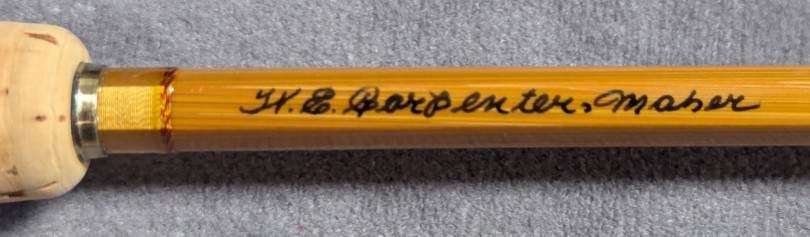 W. E. Carpenter, Maker